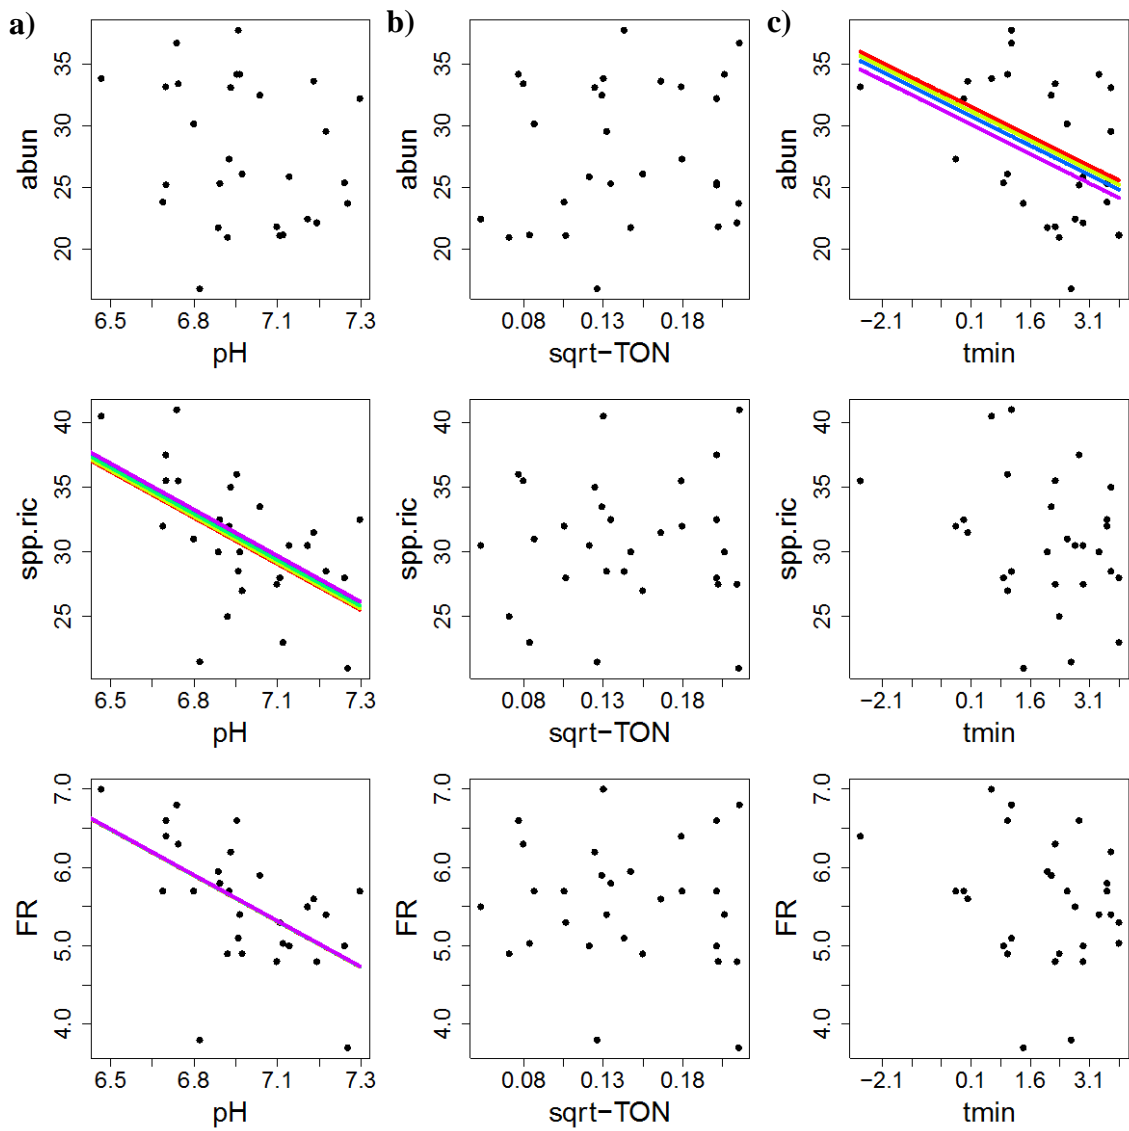 a) b) c)
abun 20 25 30 35
6.5 6.8 7.1 7.3
pH
abun 20 25 30 35
0.08 0.13 0.18
sqrt−TON
abun 20 25 30 35
−2.1 0.1 1.6 3.1
tmin
spp.ric 25 30 35 40
6.5 6.8 7.1 7.3
pH
spp.ric 25 30 35 40
0.08 0.13 0.18
sqrt−TON
spp.ric 25 30 35 40
−2.1 0.1 1.6 3.1
tmin
FR 4.0 5.0 6.0 7.0
6.5 6.8 7.1 7.3
pH
FR 4.0 5.0 6.0 7.0
0.08 0.13 0.18
sqrt−TON
FR 4.0 5.0 6.0 7.0
−2.1 0.1 1.6 3.1
tmin